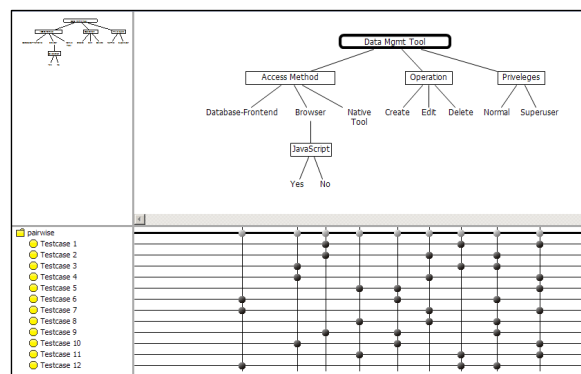 Data Mgmt Tool
Access Method Operation Priveleges
Database-Frontend Browser Native Tool Create Edit Delete Normal Superuser
JavaScript
Yes No
pairwise
Testcase 1
Testcase 2
Testcase 3
Testcase 4
Testcase 5
Testcase 6
Testcase 7
Testcase 8
Testcase 9
Testcase 10
Testcase 11
Testcase 12